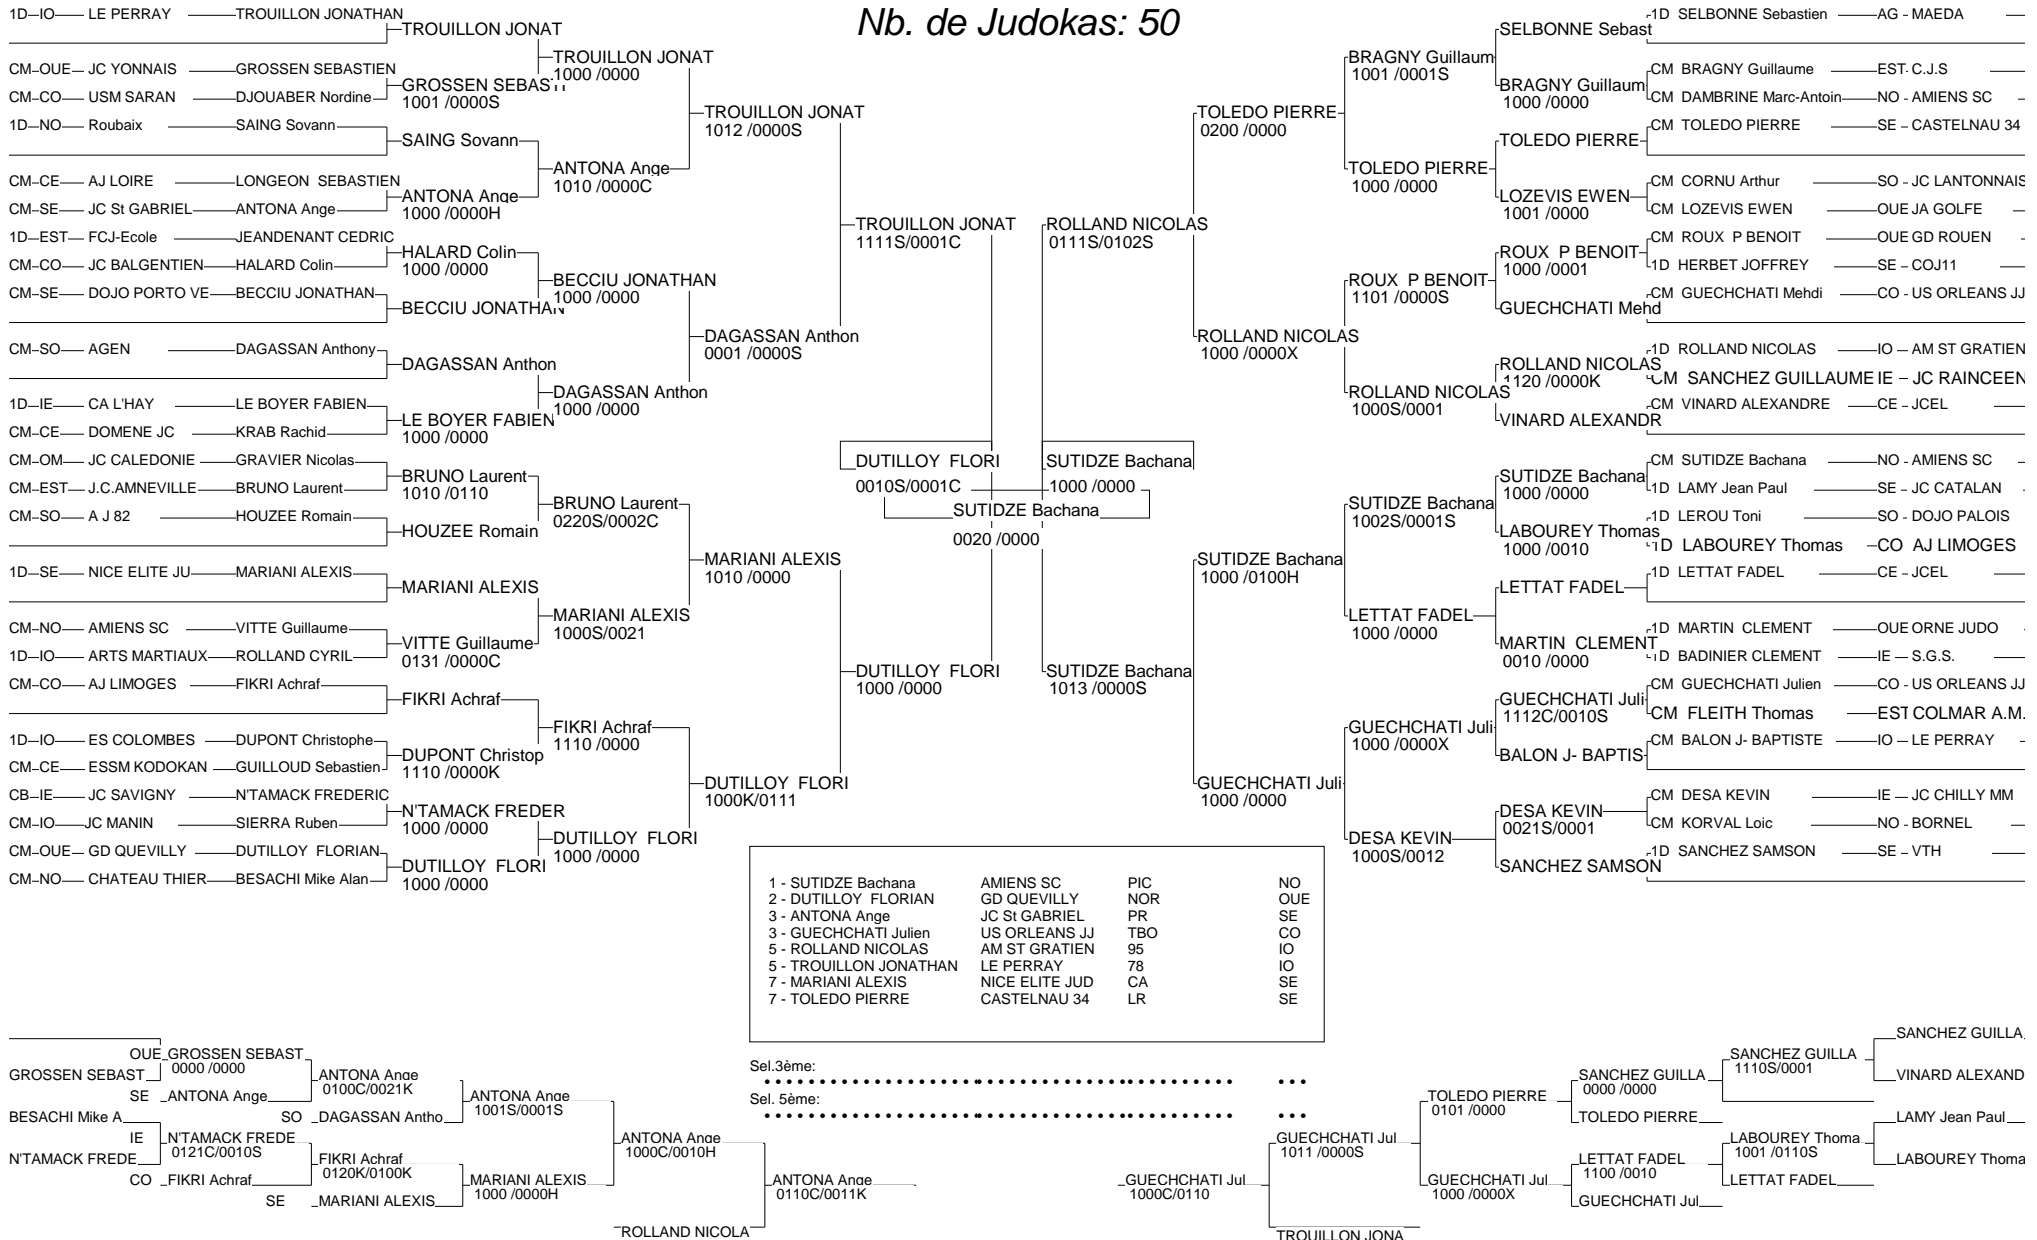 Nb. de Judokas: 50
1D IO LE PERRAY TROUILLON JONATHAN
CM OUE JC YONNAIS GROSSEN SEBASTIEN
CM CO USM SARAN DJOUABER Nordine
1D NO Roubaix SAING Sovann
CM CE AJ LOIRE LONGEON SEBASTIEN
CM SE JC St GABRIEL ANTONA Ange
1D EST FCJ-Ecole JEANDENANT CEDRIC
CM CO JC BALGENTIEN HALARD Colin
CM SE DOJO PORTO VE BECCIU JONATHAN
CM SO AGEN DAGASSAN Anthony
1D IE CA L'HAY LE BOYER FABIEN
CM CE DOMENE JC KRAB Rachid
CM OM JC CALEDONIE GRAVIER Nicolas
CM EST J.C.AMNEVILLE BRUNO Laurent
CM SO A J 82 HOUZEE Romain
1D SE NICE ELITE JU MARIANI ALEXIS
CM NO AMIENS SC VITTE Guillaume
1D IO ARTS MARTIAUX ROLLAND CYRIL
CM CO AJ LIMOGES FIKRI Achraf
1D IO ES COLOMBES DUPONT Christophe
CM CE ESSM KODOKAN GUILLOUD Sebastien
CB IE JC SAVIGNY N'TAMACK FREDERIC
CM IO JC MANIN SIERRA Ruben
CM OUE GD QUEVILLY DUTILLOY FLORIAN
CM NO CHATEAU THIER BESACHI Mike Alan
TROUILLON JONAT
GROSSEN SEBAST
1001 /0000S
SAING Sovann
ANTONA Ange
1000 /0000H
HALARD Colin
1000 /0000
BECCIU JONATHAN
DAGASSAN Anthon
LE BOYER FABIEN
1000 /0000
BRUNO Laurent
1010 /0110
HOUZEE Romain
MARIANI ALEXIS
VITTE Guillaume
0131 /0000C
FIKRI Achraf
DUPONT Christop
1110 /0000K
N'TAMACK FREDER
1000 /0000
DUTILLOY FLORI
1000 /0000
TROUILLON JONAT
1000 /0000
ANTONA Ange
1010 /0000C
BECCIU JONATHAN
1000 /0000
DAGASSAN Anthon
1000 /0000
BRUNO Laurent
0220S/0002C
MARIANI ALEXIS
1000S/0021
FIKRI Achraf
1110 /0000
DUTILLOY FLORI
1000 /0000
TROUILLON JONAT
1012 /0000S
DAGASSAN Anthon
0001 /0000S
MARIANI ALEXIS
1010 /0000
DUTILLOY FLORI
1000K/0111
TROUILLON JONAT
1111S/0001C
DUTILLOY FLORI
1000 /0000
DUTILLOY FLORI
0010S/0001C
SUTIDZE Bachana
1000 /0000
SUTIDZE Bachana
0020 /0000
ROLLAND NICOLAS
0111S/0102S
SUTIDZE Bachana
1013 /0000S
TOLEDO PIERRE
0200 /0000
ROLLAND NICOLAS
1000 /0000X
SUTIDZE Bachana
1000 /0100H
GUECHCHATI Juli
1000 /0000
BRAGNY Guillaum
1001 /0001S
TOLEDO PIERRE
1000 /0000
ROUX P BENOIT
1101 /0000S
ROLLAND NICOLAS
1000S/0001
SUTIDZE Bachana
1002S/0001S
LETTAT FADEL
1000 /0000
GUECHCHATI Juli
1000 /0000X
DESA KEVIN
1000S/0012
SELBONNE Sebast
BRAGNY Guillaum
1000 /0000
TOLEDO PIERRE
LOZEVIS EWEN
1001 /0000
ROUX P BENOIT
1000 /0001
GUECHCHATI Mehd
ROLLAND NICOLAS
1120 /0000K
VINARD ALEXANDR
SUTIDZE Bachana
1000 /0000
LABOUREY Thomas
1000 /0010
LETTAT FADEL
MARTIN CLEMENT
0010 /0000
GUECHCHATI Juli
1112C/0010S
BALON J- BAPTIS
DESA KEVIN
0021S/0001
SANCHEZ SAMSON
1D SELBONNE Sebastien AG - MAEDA
CM BRAGNY Guillaume EST - C.J.S
CM DAMBRINE Marc-Antoin NO - AMIENS SC
CM TOLEDO PIERRE SE - CASTELNAU 34
CM CORNU Arthur SO - JC LANTONNAIS
CM LOZEVIS EWEN OUE JA GOLFE
CM ROUX P BENOIT OUE GD ROUEN
1D HERBET JOFFREY SE - COJ11
CM GUECHCHATI Mehdi CO - US ORLEANS JJ
1D ROLLAND NICOLAS IO - AM ST GRATIEN
CM SANCHEZ GUILLAUME IE - JC RAINCEEN
CM VINARD ALEXANDRE CE - JCEL
CM SUTIDZE Bachana NO - AMIENS SC
1D LAMY Jean Paul SE - JC CATALAN
1D LEROU Toni SO - DOJO PALOIS
1D LABOUREY Thomas CO AJ LIMOGES
1D LETTAT FADEL CE - JCEL
1D MARTIN CLEMENT OUE ORNE JUDO
1D BADINIER CLEMENT IE - S.G.S.
CM GUECHCHATI Julien CO - US ORLEANS JJ
CM FLEITH Thomas EST COLMAR A.M.
CM BALON J- BAPTISTE IO - LE PERRAY
CM DESA KEVIN IE - JC CHILLY MM
CM KORVAL Loic NO - BORNEL
1D SANCHEZ SAMSON SE - VTH
1 - SUTIDZE Bachana AMIENS SC PIC NO
2 - DUTILLOY FLORIAN GD QUEVILLY NOR OUE
3 - ANTONA Ange JC St GABRIEL PR SE
3 - GUECHCHATI Julien US ORLEANS JJ TBO CO
5 - ROLLAND NICOLAS AM ST GRATIEN 95 IO
5 - TROUILLON JONATHAN LE PERRAY 78 IO
7 - MARIANI ALEXIS NICE ELITE JUD CA SE
7 - TOLEDO PIERRE CASTELNAU 34 LR SE
Sel.3ème:
Sel. 5ème:
GROSSEN SEBAST
BESACHI Mike A
N'TAMACK FREDE
OUE GROSSEN SEBAST
0000 /0000
SE ANTONA Ange
IE N'TAMACK FREDE
0121C/0010S
CO FIKRI Achraf
ANTONA Ange
0100C/0021K
SO DAGASSAN Antho
FIKRI Achraf
0120K/0100K
SE MARIANI ALEXIS
ANTONA Ange
1001S/0001S
MARIANI ALEXIS
1000 /0000H
ANTONA Ange
1000C/0010H
ROLLAND NICOLA
ANTONA Ange
0110C/0011K
GUECHCHATI Jul
1000C/0110
GUECHCHATI Jul
1011 /0000S
TROUILLON JONA
TOLEDO PIERRE
0101 /0000
GUECHCHATI Jul
1000 /0000X
SANCHEZ GUILLA
0000 /0000
TOLEDO PIERRE
LETTAT FADEL
1100 /0010
GUECHCHATI Jul
SANCHEZ GUILLA
1110S/0001
LABOUREY Thoma
1001 /0110S
LETTAT FADEL
SANCHEZ GUILLA
VINARD ALEXAND
LAMY Jean Paul
LABOUREY Thoma